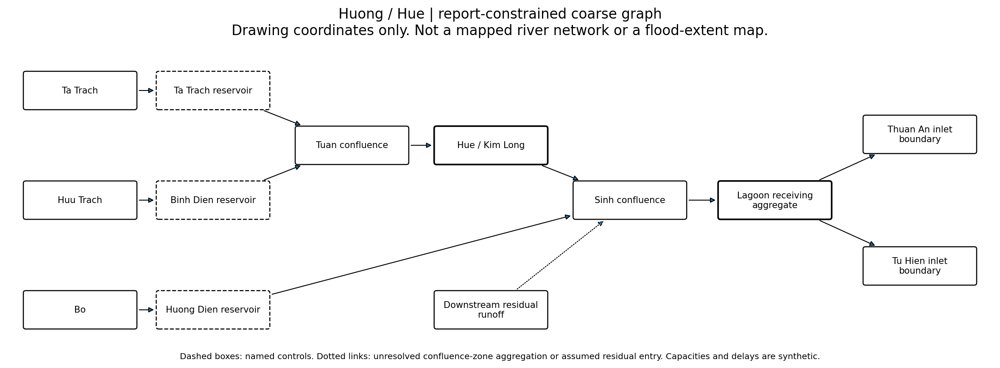 Huong / Hue | report-constrained coarse graph
Drawing coordinates only. Not a mapped river network or a flood-extent map.
Ta Trach
Ta Trach reservoir
Tuan confluence
Hue / Kim Long
Thuan An inlet
boundary
Huu Trach
Binh Dien reservoir
Sinh confluence
Lagoon receiving
aggregate
Tu Hien inlet
boundary
Bo
Huong Dien reservoir
Downstream residual
runoff
Dashed boxes: named controls. Dotted links: unresolved confluence-zone aggregation or assumed residual entry. Capacities and delays are synthetic.